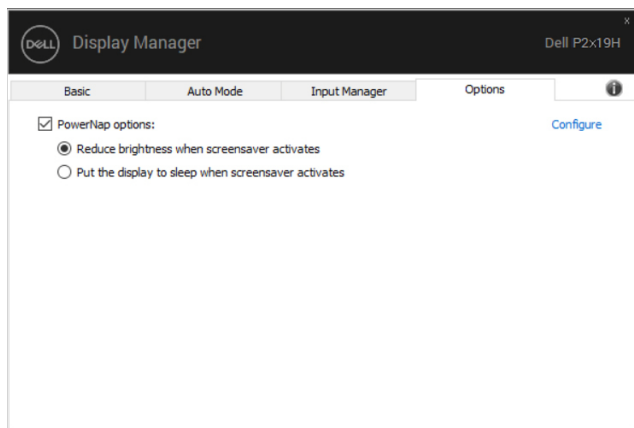 x
DELL Display Manager Dell P2x19H
Basic Auto Mode Input Manager Options
PowerNap options: Configure
Reduce brightness when screensaver activates
Put the display to sleep when screensaver activates